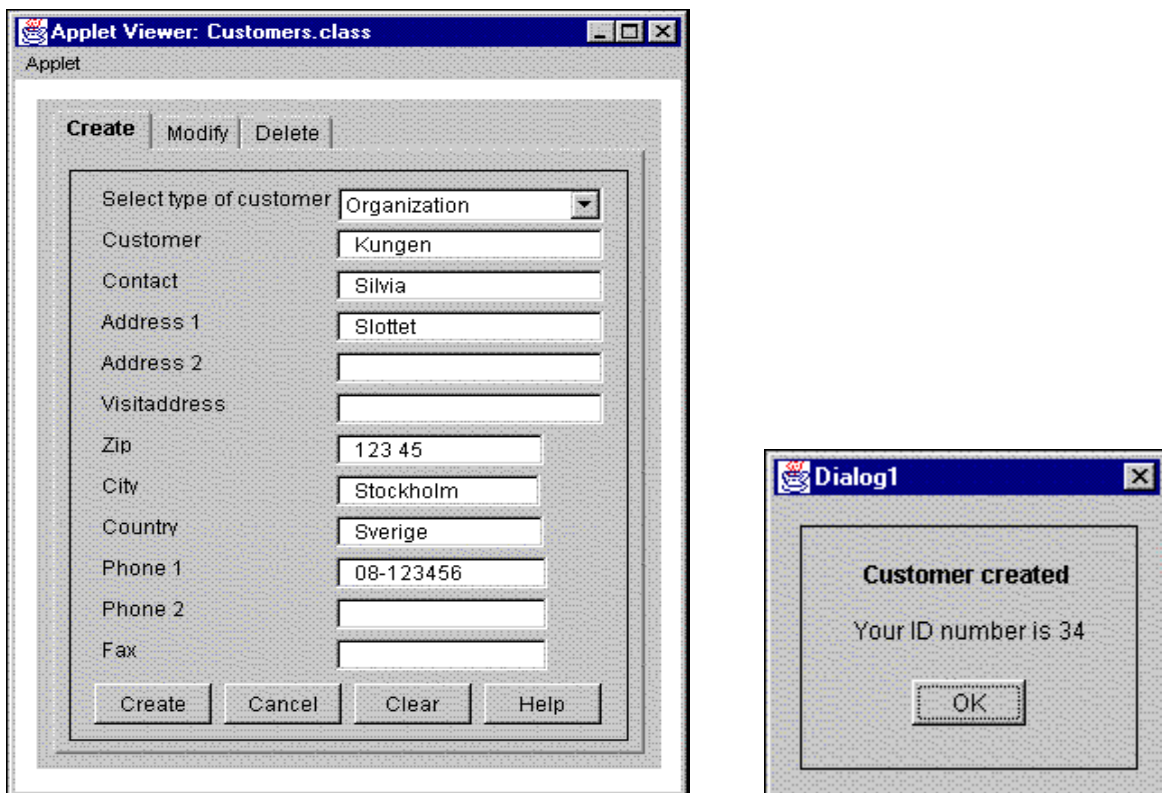 Applet Viewer: Customers.class
Applet
Create Modify Delete
Select type of customer Organization
Customer Kungen
Contact Silvia
Address 1 Slottet
Address 2
Visitaddress
Zip 123 45
City Stockholm
Country Sverige
Phone 1 08-123456
Phone 2
Fax
Create Cancel Clear Help
Dialog1
Customer created
Your ID number is 34
OK